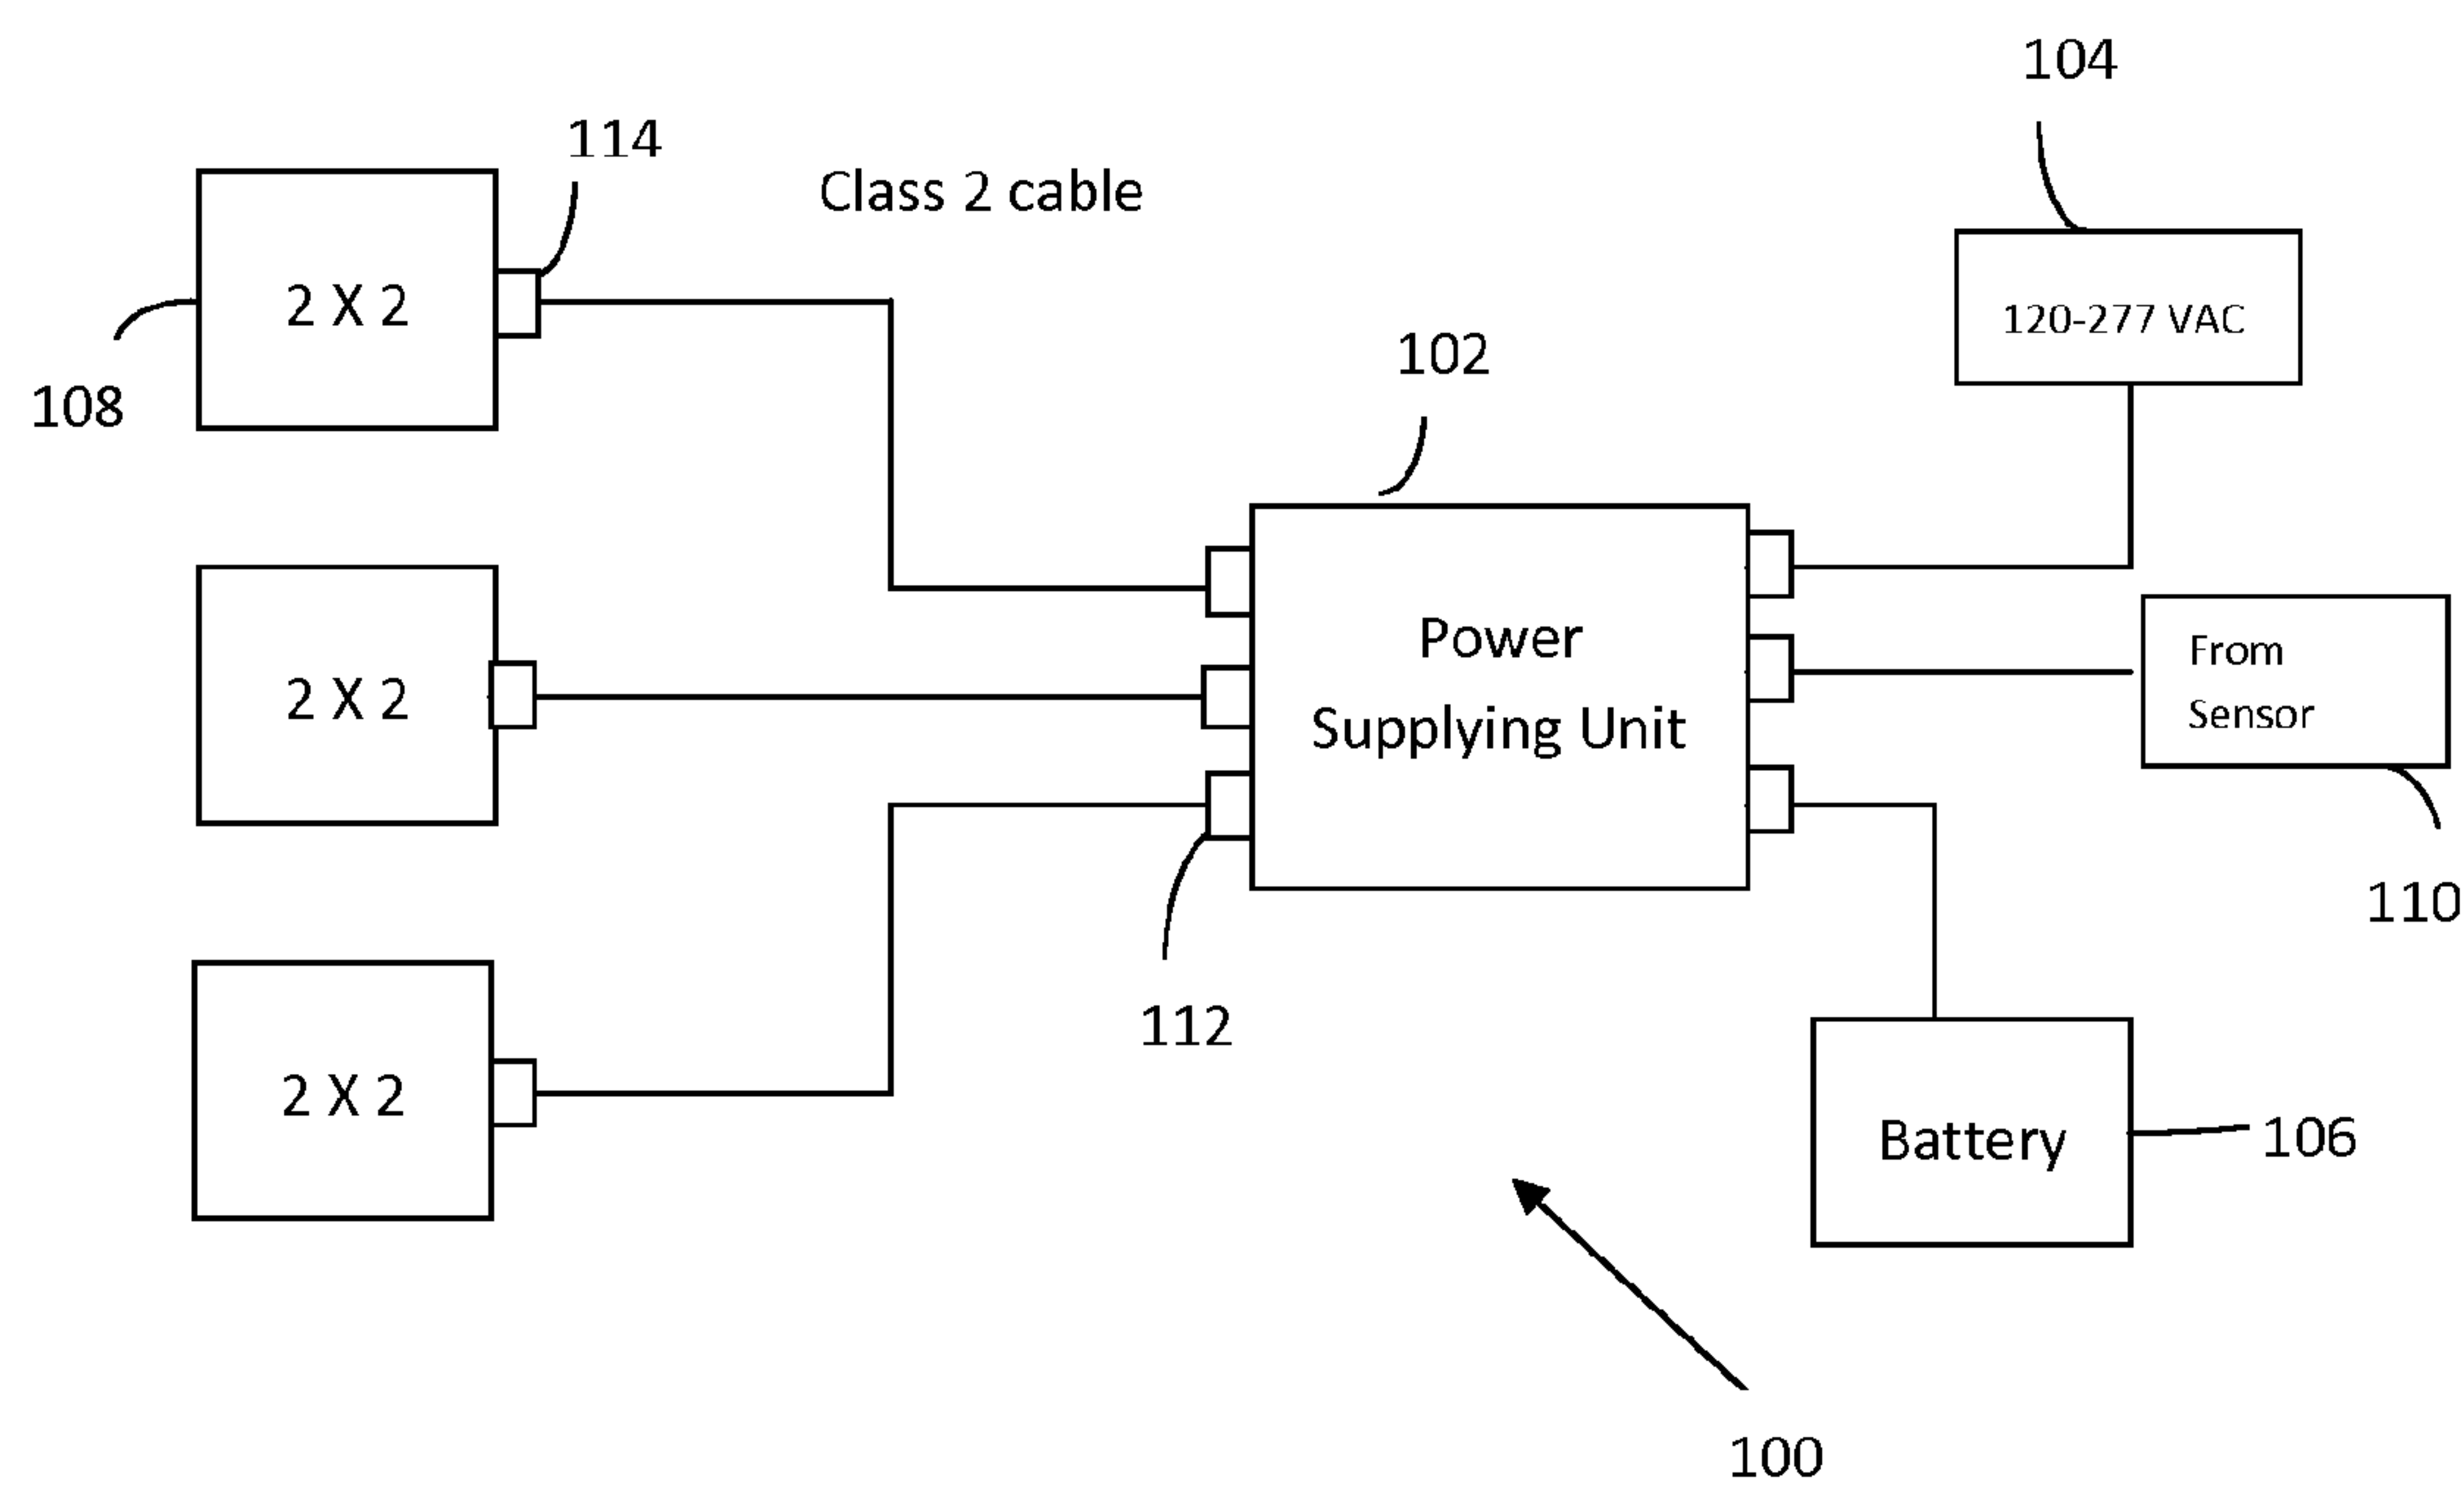 104
114
Class 2 cable
2 X 2
120-277 VAC
102
108
Power
Supplying Unit
From
Sensor
2 X 2
110
112
2 X 2
Battery
106
100